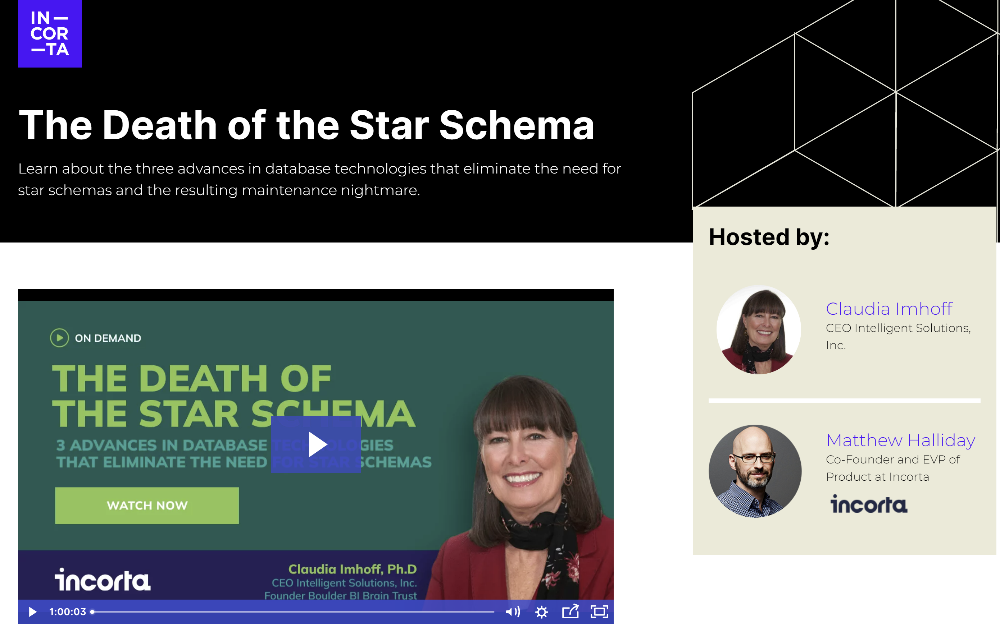 IN—
COR
—TA
The Death of the Star Schema
Learn about the three advances in database technologies that eliminate the need for
star schemas and the resulting maintenance nightmare.
Hosted by:
Claudia Imhoff
CEO Intelligent Solutions,
Inc.
Matthew Halliday
Co-Founder and EVP of
Product at Incorta
incorta
ON DEMAND
THE DEATH OF
THE STAR SCHEMA
3 ADVANCES IN DATABASE TECHNOLOGIES
THAT ELIMINATE THE NEED FOR STAR SCHEMAS
WATCH NOW
incorta
Claudia Imhoff, Ph.D
CEO Intelligent Solutions, Inc.
Founder Boulder BI Brain Trust
1:00:03